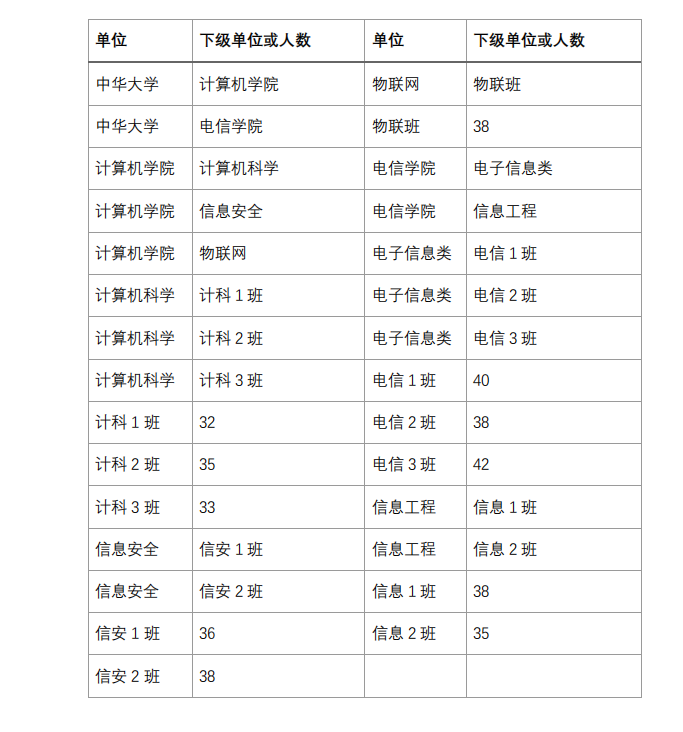 单位 下级单位或人数 单位 下级单位或人数
中华大学 计算机学院 物联网 物联班
中华大学 电信学院 物联班 38
计算机学院 计算机科学 电信学院 电子信息类
计算机学院 信息安全 电信学院 信息工程
计算机学院 物联网 电子信息类 电信 1 班
计算机科学 计科 1 班 电子信息类 电信 2 班
计算机科学 计科 2 班 电子信息类 电信 3 班
计算机科学 计科 3 班 电信 1 班 40
计科 1 班 32 电信 2 班 38
计科 2 班 35 电信 3 班 42
计科 3 班 33 信息工程 信息 1 班
信息安全 信安 1 班 信息工程 信息 2 班
信息安全 信安 2 班 信息 1 班 38
信安 1 班 36 信息 2 班 35
信安 2 班 38